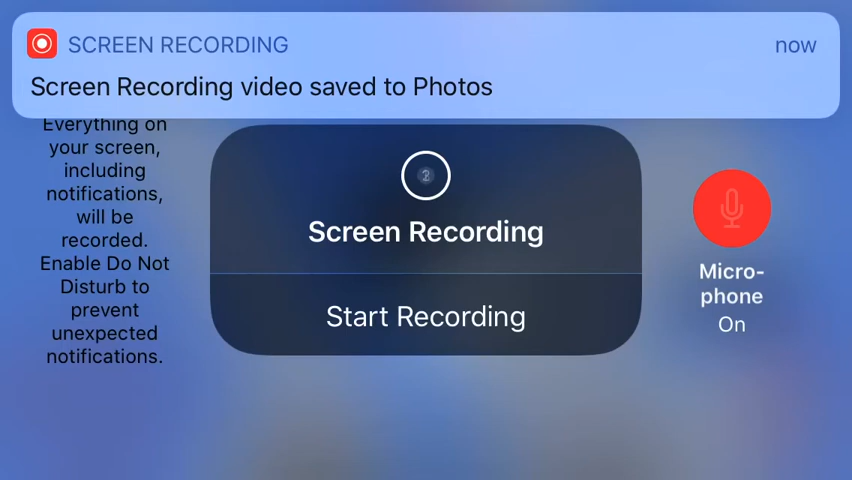 SCREEN RECORDING
now
Screen Recording video saved to Photos
Everything on
your screen,
including
notifications,
will be
recorded.
Enable Do Not
Disturb to
prevent
unexpected
notifications.
Screen Recording
Start Recording
Micro-
phone
On